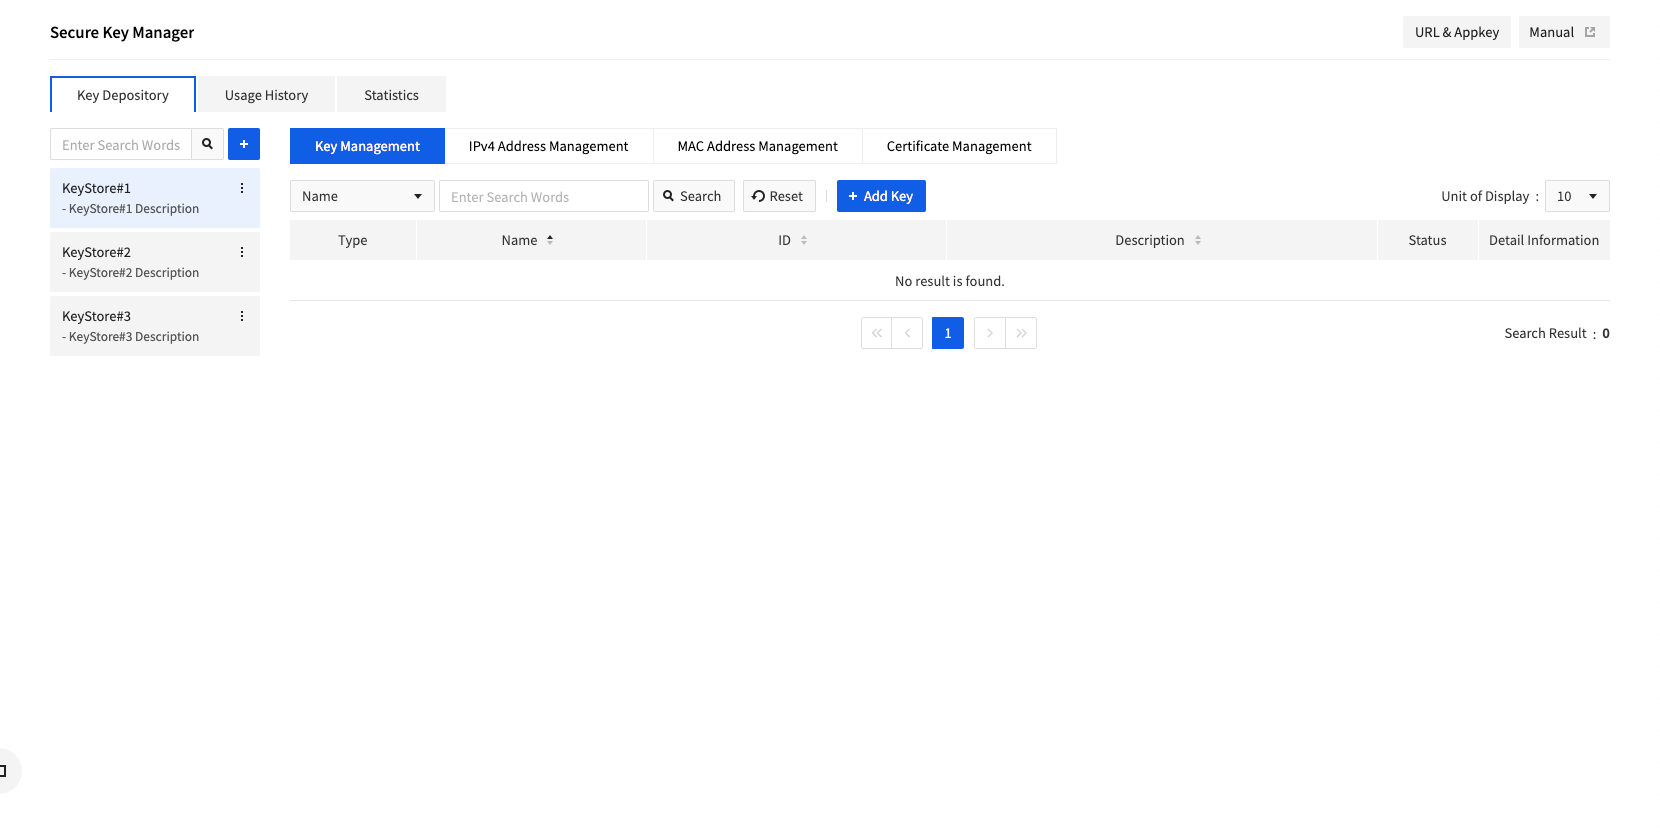 Secure Key Manager
URL & Appkey
Manual
Key Depository
Usage History
Statistics
Enter Search Words
+
KeyStore#1
- KeyStore#1 Description
KeyStore#2
- KeyStore#2 Description
KeyStore#3
- KeyStore#3 Description
Key Management
IPv4 Address Management
MAC Address Management
Certificate Management
Name
Enter Search Words
Search
Reset
+ Add Key
Unit of Display : 10
Type
Name
ID
Description
Status
Detail Information
No result is found.
1
Search Result : 0